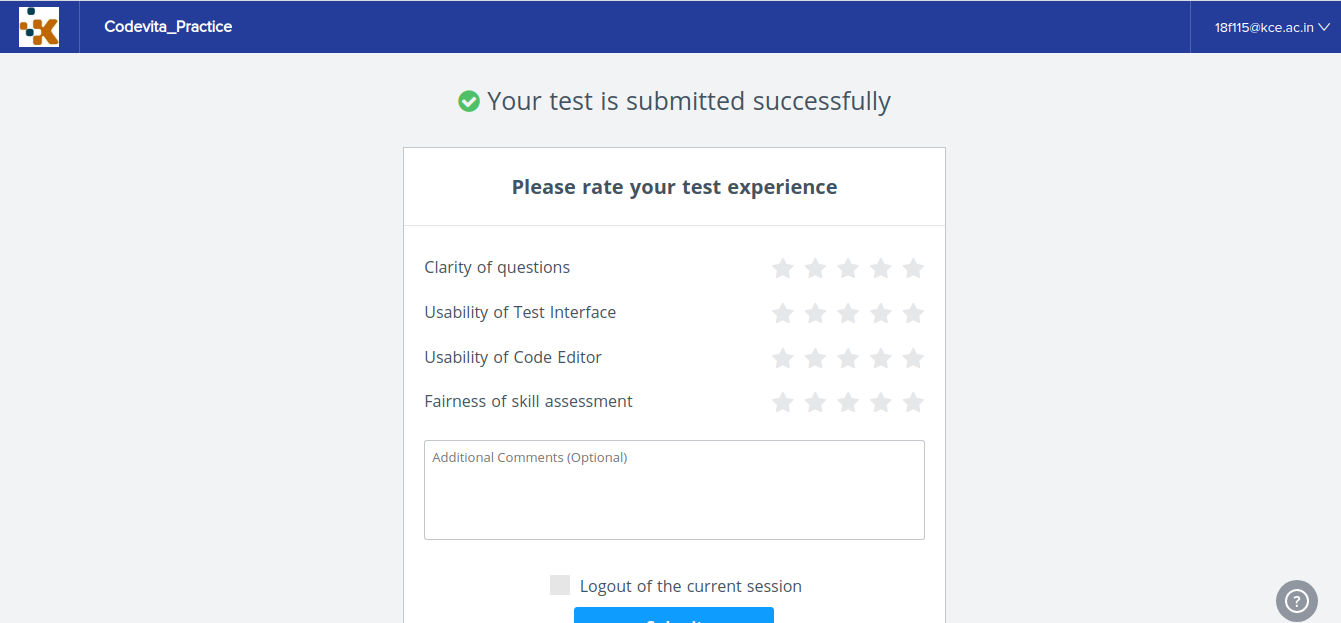 Codevita_Practice
18f115@kce.ac.in
Your test is submitted successfully
Please rate your test experience
Clarity of questions
Usability of Test Interface
Usability of Code Editor
Fairness of skill assessment
Additional Comments (Optional)
Logout of the current session
?